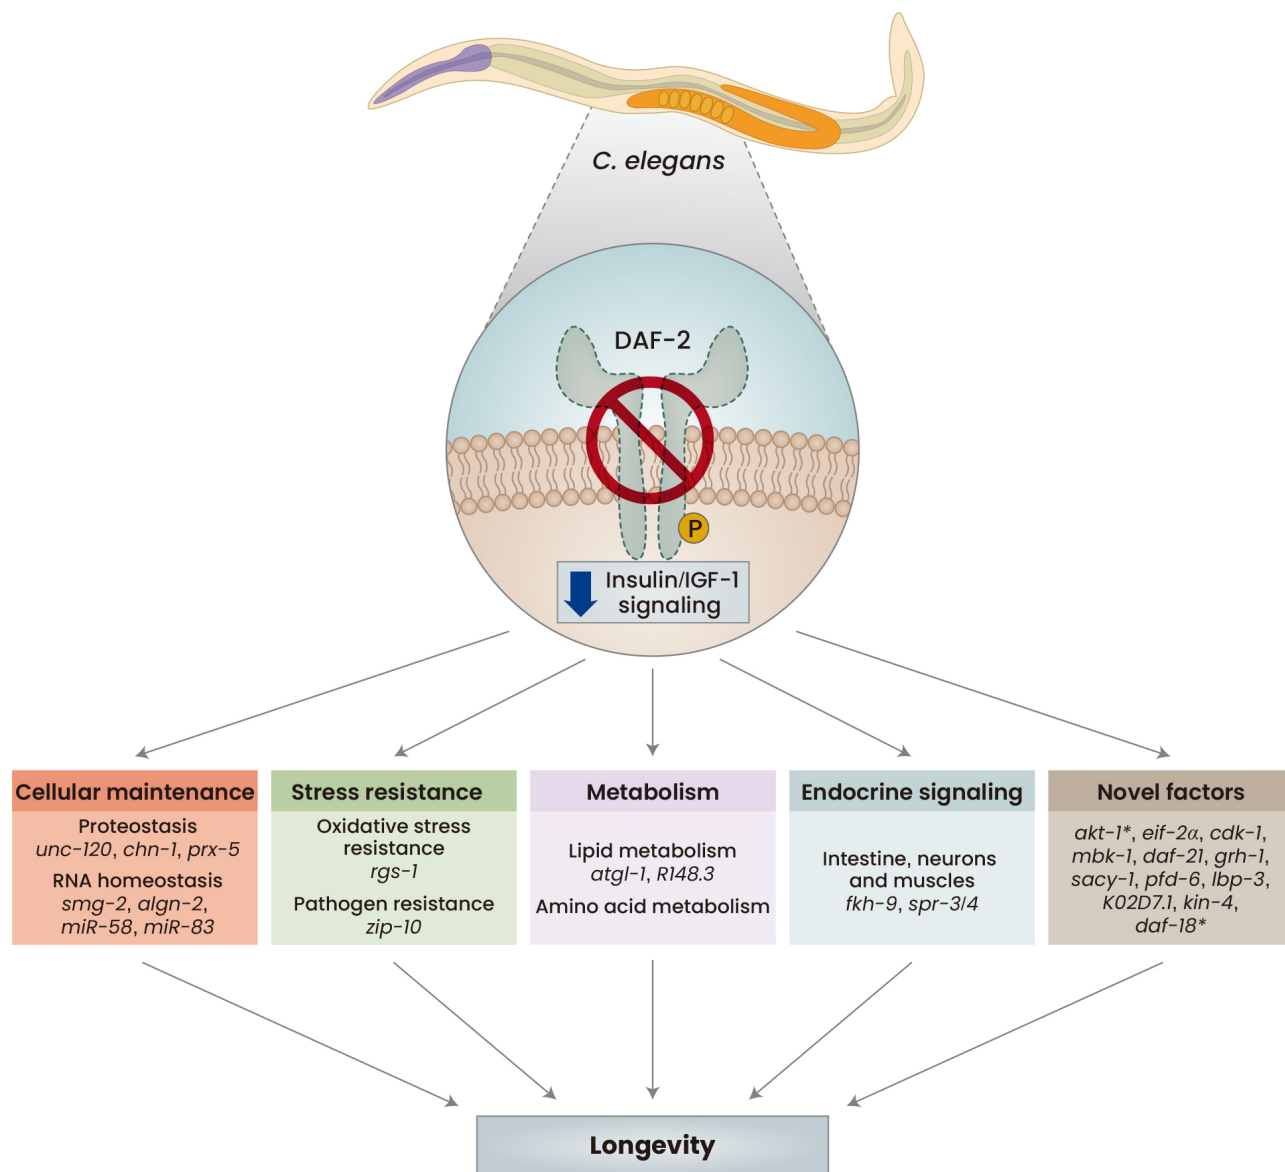 C. elegans
DAF-2
P
Insulin/IGF-1
signaling
Cellular maintenance
Proteostasis
unc-120, chn-1, prx-5
RNA homeostasis
smg-2, algn-2,
miR-58, miR-83
Stress resistance
Oxidative stress
resistance
rgs-1
Pathogen resistance
zip-10
Metabolism
Lipid metabolism
atgl-1, R148.3
Amino acid metabolism
Endocrine signaling
Intestine, neurons
and muscles
fkh-9, spr-3/4
Novel factors
akt-1*, eif-2α, cdk-1,
mbk-1, daf-21, grh-1,
sacy-1, pfd-6, lbp-3,
K02D7.1, kin-4,
daf-18*
Longevity